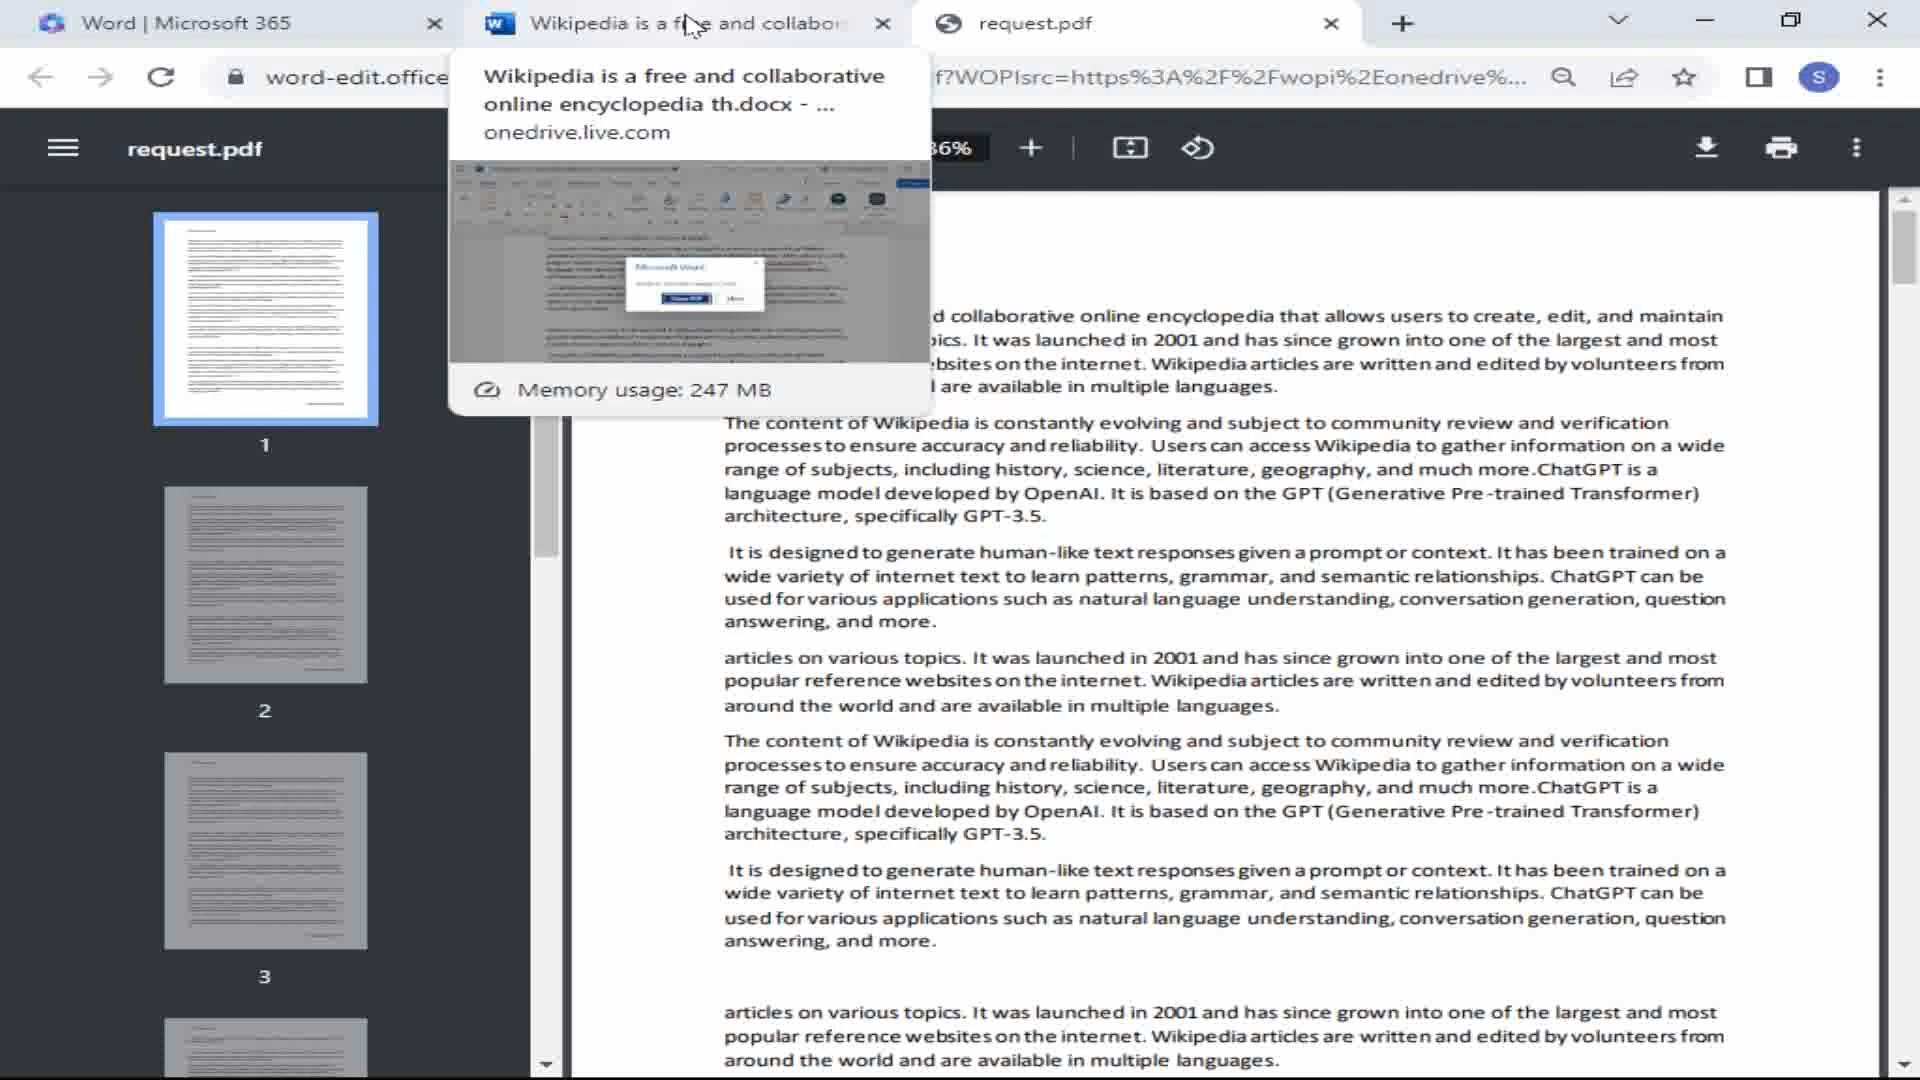 Word | Microsoft 365
Wikipedia is a free and collabor
request.pdf
word-edit.office
f?WOPIsrc=https%3A%2F%2Fwopi%2Eonedrive%...
S
Wikipedia is a free and collaborative
online encyclopedia th.docx - ...
onedrive.live.com
request.pdf
36%
Microsoft Word
Memory usage: 247 MB
1
2
3
d collaborative online encyclopedia that allows users to create, edit, and maintain
pics. It was launched in 2001 and has since grown into one of the largest and most
ebsites on the internet. Wikipedia articles are written and edited by volunteers from
are available in multiple languages.
The content of Wikipedia is constantly evolving and subject to community review and verification
processes to ensure accuracy and reliability. Users can access Wikipedia to gather information on a wide
range of subjects, including history, science, literature, geography, and much more.ChatGPT is a
language model developed by OpenAI. It is based on the GPT (Generative Pre-trained Transformer)
architecture, specifically GPT-3.5.
It is designed to generate human-like text responses given a prompt or context. It has been trained on a
wide variety of internet text to learn patterns, grammar, and semantic relationships. ChatGPT can be
used for various applications such as natural language understanding, conversation generation, question
answering, and more.
articles on various topics. It was launched in 2001 and has since grown into one of the largest and most
popular reference websites on the internet. Wikipedia articles are written and edited by volunteers from
around the world and are available in multiple languages.
The content of Wikipedia is constantly evolving and subject to community review and verification
processes to ensure accuracy and reliability. Users can access Wikipedia to gather information on a wide
range of subjects, including history, science, literature, geography, and much more.ChatGPT is a
language model developed by OpenAI. It is based on the GPT (Generative Pre-trained Transformer)
architecture, specifically GPT-3.5.
It is designed to generate human-like text responses given a prompt or context. It has been trained on a
wide variety of internet text to learn patterns, grammar, and semantic relationships. ChatGPT can be
used for various applications such as natural language understanding, conversation generation, question
answering, and more.
articles on various topics. It was launched in 2001 and has since grown into one of the largest and most
popular reference websites on the internet. Wikipedia articles are written and edited by volunteers from
around the world and are available in multiple languages.